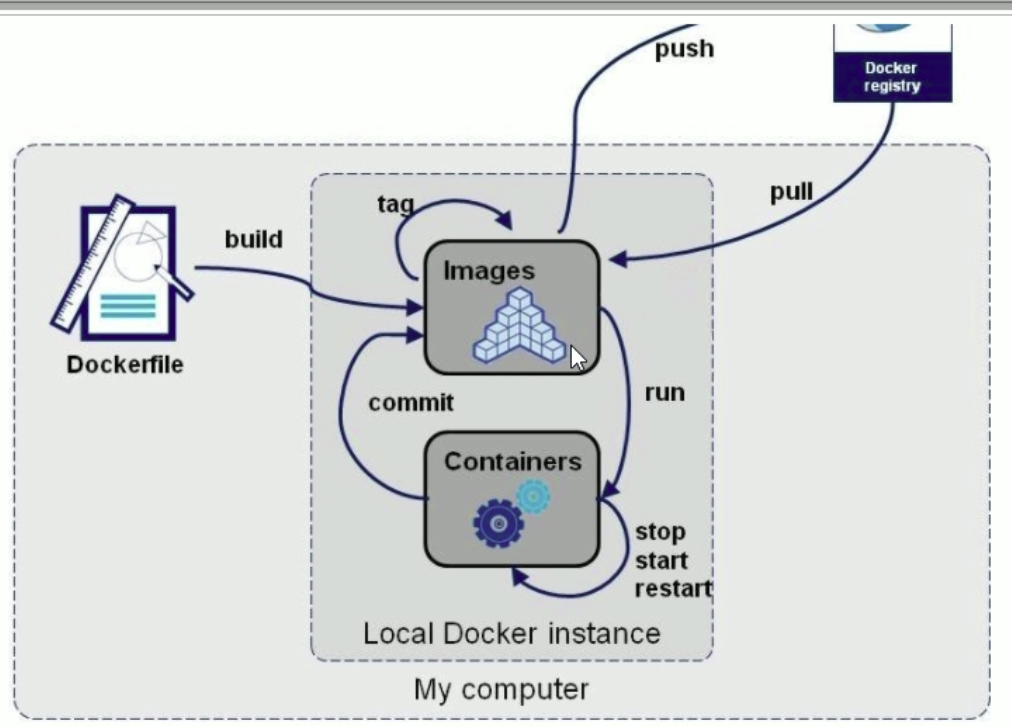 push
Docker
registry
pull
tag
build
Images
Dockerfile
commit
run
Containers
stop
start
restart
Local Docker instance
My computer